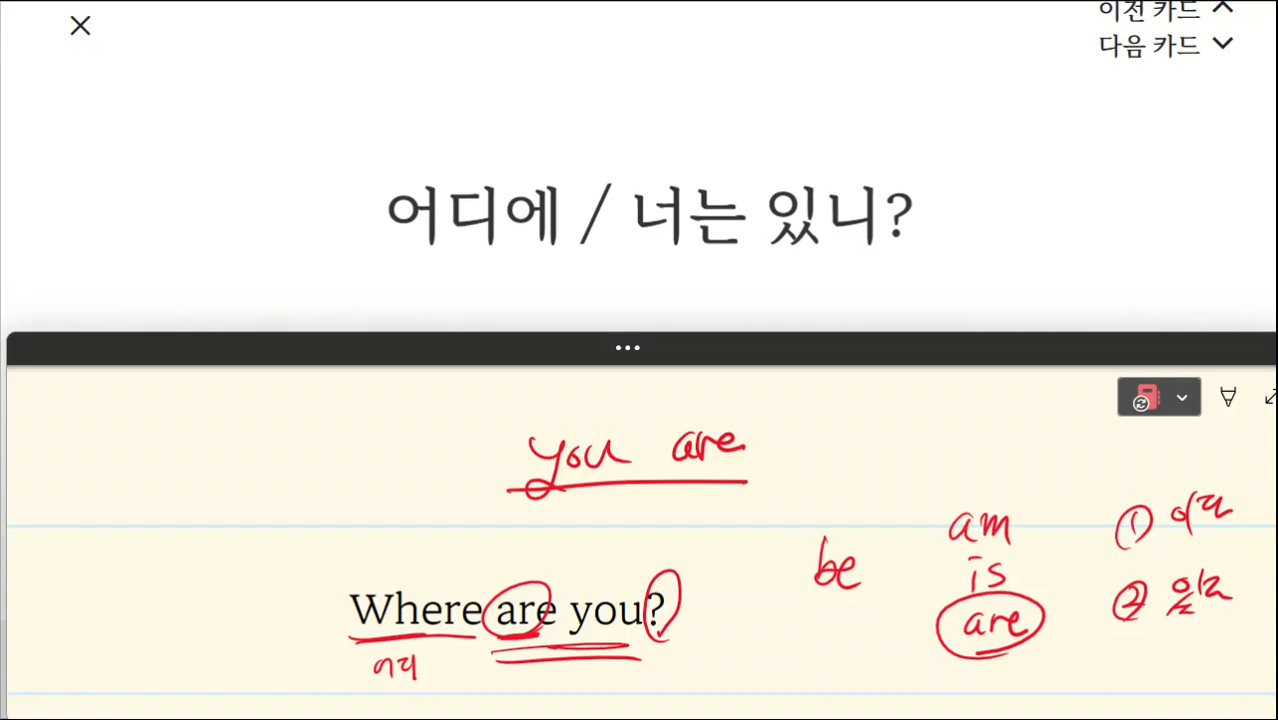 이전 카드
다음 카드
어디에 / 너는 있니?
you are
be
am
is
are
① 이다
② 있다
Where are you?
어디